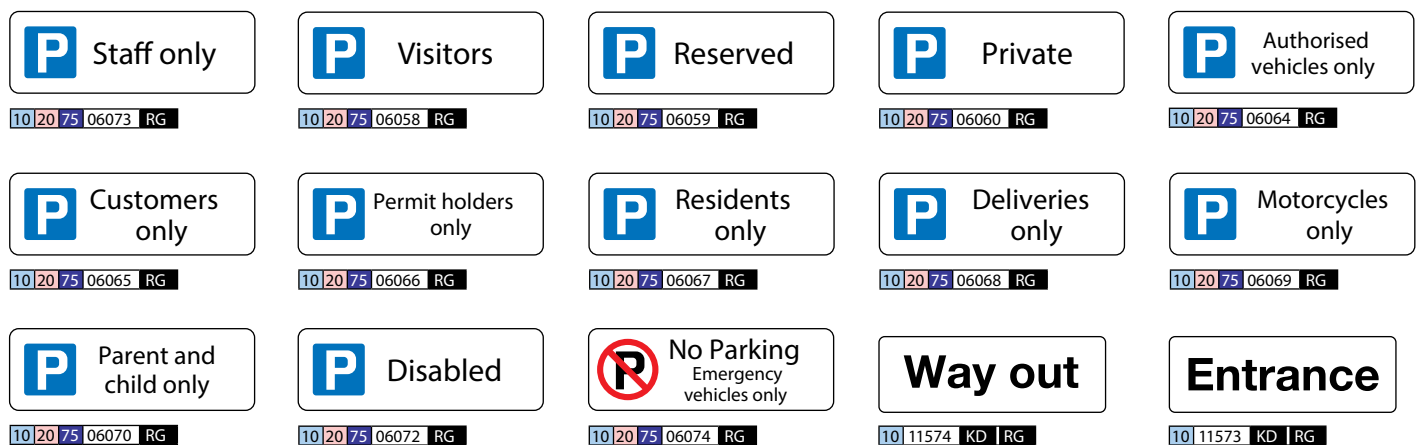 P Staff only
10 20 75 06073 RG
P Visitors
10 20 75 06058 RG
P Reserved
10 20 75 06059 RG
P Private
10 20 75 06060 RG
P Authorised
vehicles only
10 20 75 06064 RG
P Customers
only
10 20 75 06065 RG
P Permit holders
only
10 20 75 06066 RG
P Residents
only
10 20 75 06067 RG
P Deliveries
only
10 20 75 06068 RG
P Motorcycles
only
10 20 75 06069 RG
P Parent and
child only
10 20 75 06070 RG
P Disabled
10 20 75 06072 RG
P No Parking
Emergency
vehicles only
10 20 75 06074 RG
Way out
10 11574 KD RG
Entrance
10 11573 KD RG